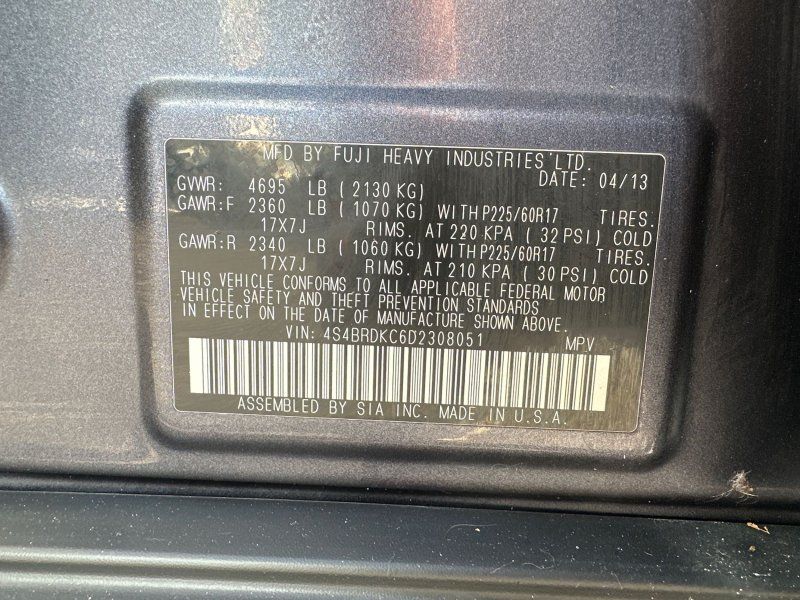 MFD BY FUJI HEAVY INDUSTRIES LTD.
DATE: 04/13
GVWR: 4695 LB ( 2130 KG)
GAWR:F 2360 LB ( 1070 KG) WITH P225/60R17 TIRES.
17X7J RIMS. AT 220 KPA ( 32 PSI) COLD
GAWR:R 2340 LB ( 1060 KG) WITH P225/60R17 TIRES.
17X7J RIMS. AT 210 KPA ( 30 PSI) COLD
THIS VEHICLE CONFORMS TO ALL APPLICABLE FEDERAL MOTOR
VEHICLE SAFETY AND THEFT PREVENTION STANDARDS
IN EFFECT ON THE DATE OF MANUFACTURE SHOWN ABOVE.
VIN: 4S4BRDKC6D2308051 MPV
ASSEMBLED BY SIA INC. MADE IN U.S.A.